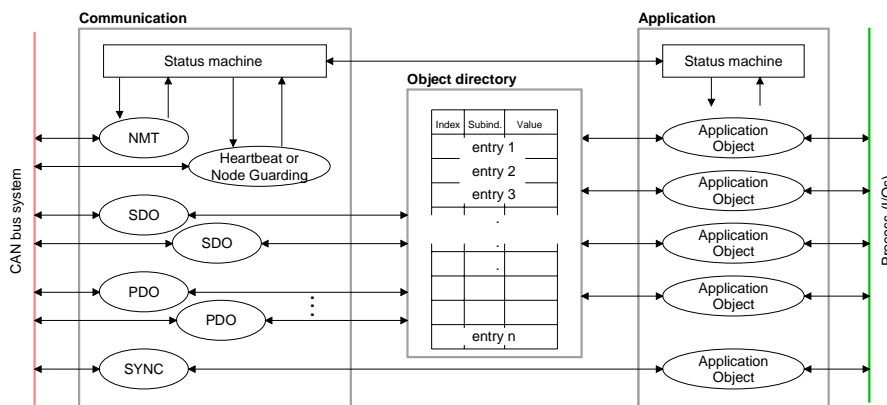 Communication
Application
Status machine
Status machine
Object directory
Index Subind. Value
NMT
entry 1
Application
Object
Heartbeat or
Node Guarding
entry 2
entry 3
Application
Object
CAN bus system
SDO
SDO
.
.
.
Application
Object
PDO
PDO
Application
Object
entry n
SYNC
Application
Object
Process (I/Os)